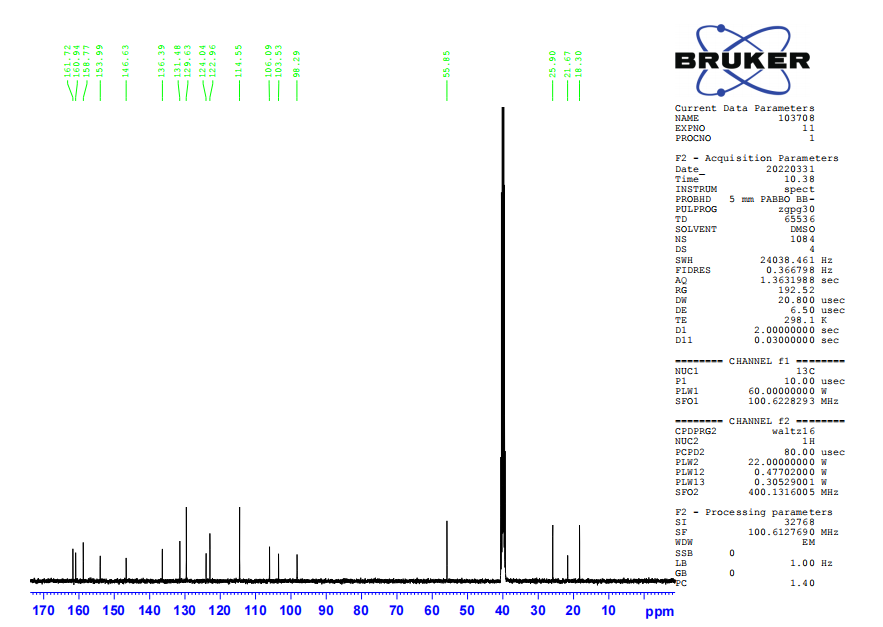 161.72
160.94
158.77
153.99
146.63
136.39
131.48
129.63
124.04
122.96
114.55
106.09
103.53
98.29
55.85
25.90
21.67
18.30
BRUKER
Current Data Parameters
NAME 103708
EXPNO 11
PROCNO 1
F2 - Acquisition Parameters
Date_ 20220331
Time 10.38
INSTRUM spect
PROBHD 5 mm PABBO BB-
PULPROG zgpg30
TD 65536
SOLVENT DMSO
NS 1084
DS 4
SWH 24038.461 Hz
FIDRES 0.366798 Hz
AQ 1.3631988 sec
RG 192.52
DW 20.800 usec
DE 6.50 usec
TE 298.1 K
D1 2.00000000 sec
D11 0.03000000 sec
======== CHANNEL f1 ========
NUC1 13C
P1 10.00 usec
PLW1 60.00000000 W
SFO1 100.6228293 MHz
======== CHANNEL f2 ========
CPDPRG2 waltz16
NUC2 1H
PCPD2 80.00 usec
PLW2 22.00000000 W
PLW12 0.47702000 W
PLW13 0.30529001 W
SFO2 400.1316005 MHz
F2 - Processing parameters
SI 32768
SF 100.6127690 MHz
WDW EM
SSB 0
LB 1.00 Hz
GB 0
PC 1.40
170 160 150 140 130 120 110 100 90 80 70 60 50 40 30 20 10 ppm